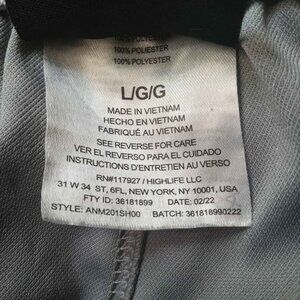 100% POLYESTER
100% POLIESTER
100% POLYESTER
L/G/G
MADE IN VIETNAM
HECHO EN VIETNAM
FABRIQUÉ AU VIETNAM
SEE REVERSE FOR CARE
VER EL REVERSO PARA EL CUIDADO
INSTRUCTIONS D'ENTRETIEN AU VERSO
RN#117927 / HIGHLIFE LLC
31 W 34 ST, 6FL, NEW YORK, NY 10001, USA
FTY ID: 36181899 DATE: 02/22
STYLE: ANM201SH00 BATCH: 361818990222